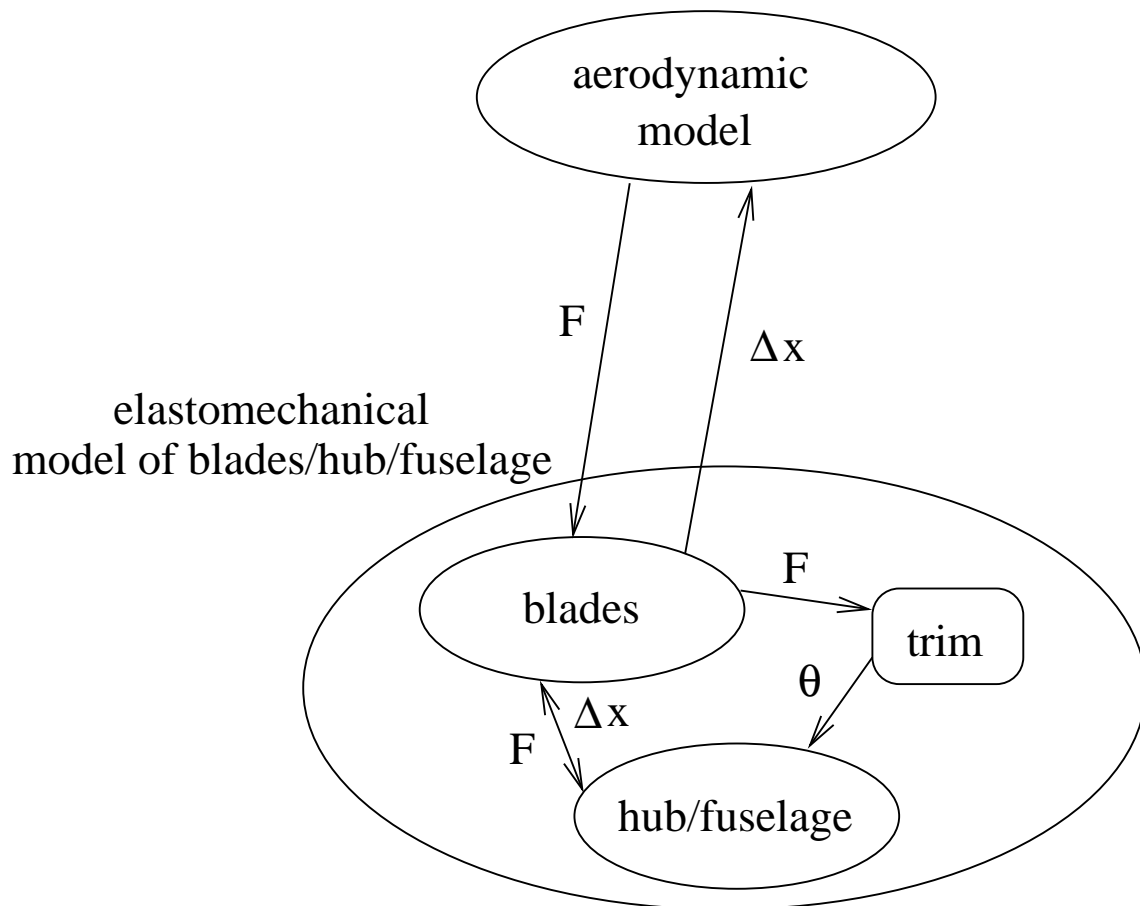 aerodynamic
model
F
Δx
elastomechanical
model of blades/hub/fuselage
F
blades
trim
θ
Δx
F
hub/fuselage